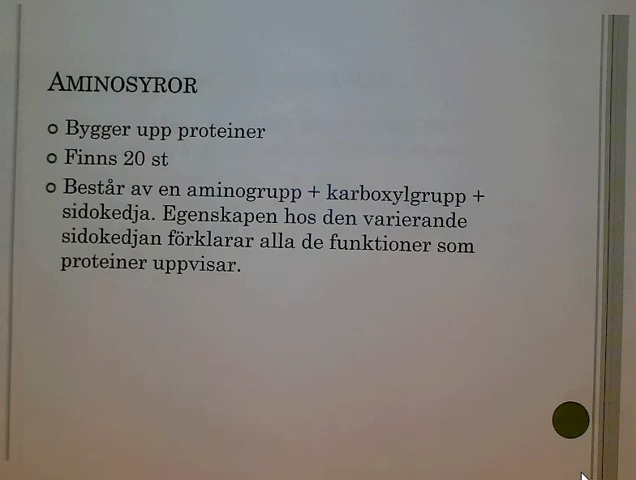 AMINOSYROR
Bygger upp proteiner
Finns 20 st
Består av en aminogrupp + karboxylgrupp +
sidokedja. Egenskapen hos den varierande
sidokedjan förklarar alla de funktioner som
proteiner uppvisar.